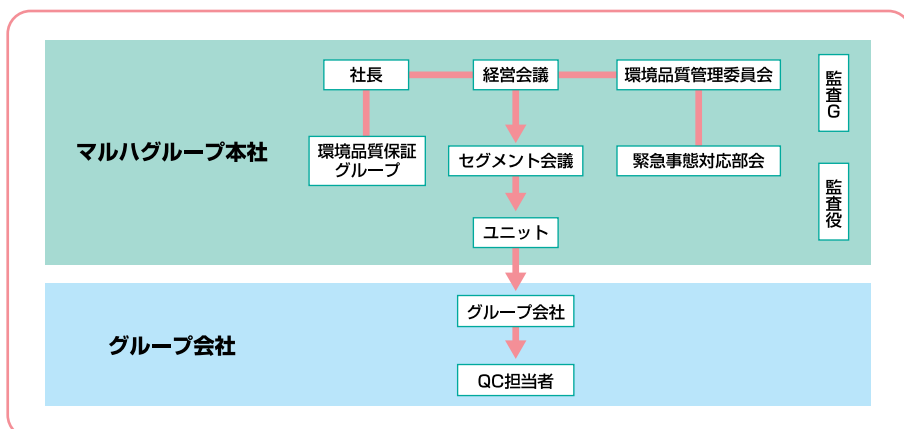 マルハグループ本社
社長
経営会議
環境品質管理委員会
監査G
環境品質保証
グループ
セグメント会議
緊急事態対応部会
監査役
ユニット
グループ会社
グループ会社
QC担当者